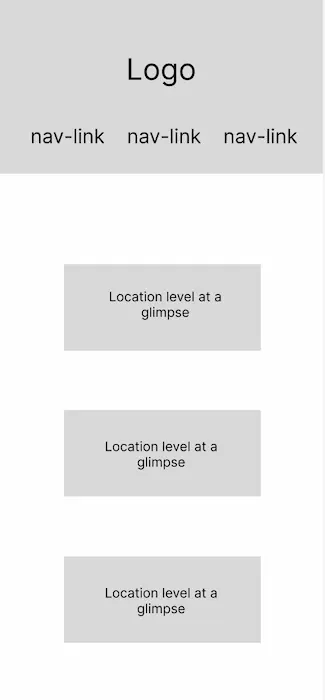 Logo
nav-link nav-link nav-link
Location level at a
glimpse
Location level at a
glimpse
Location level at a
glimpse